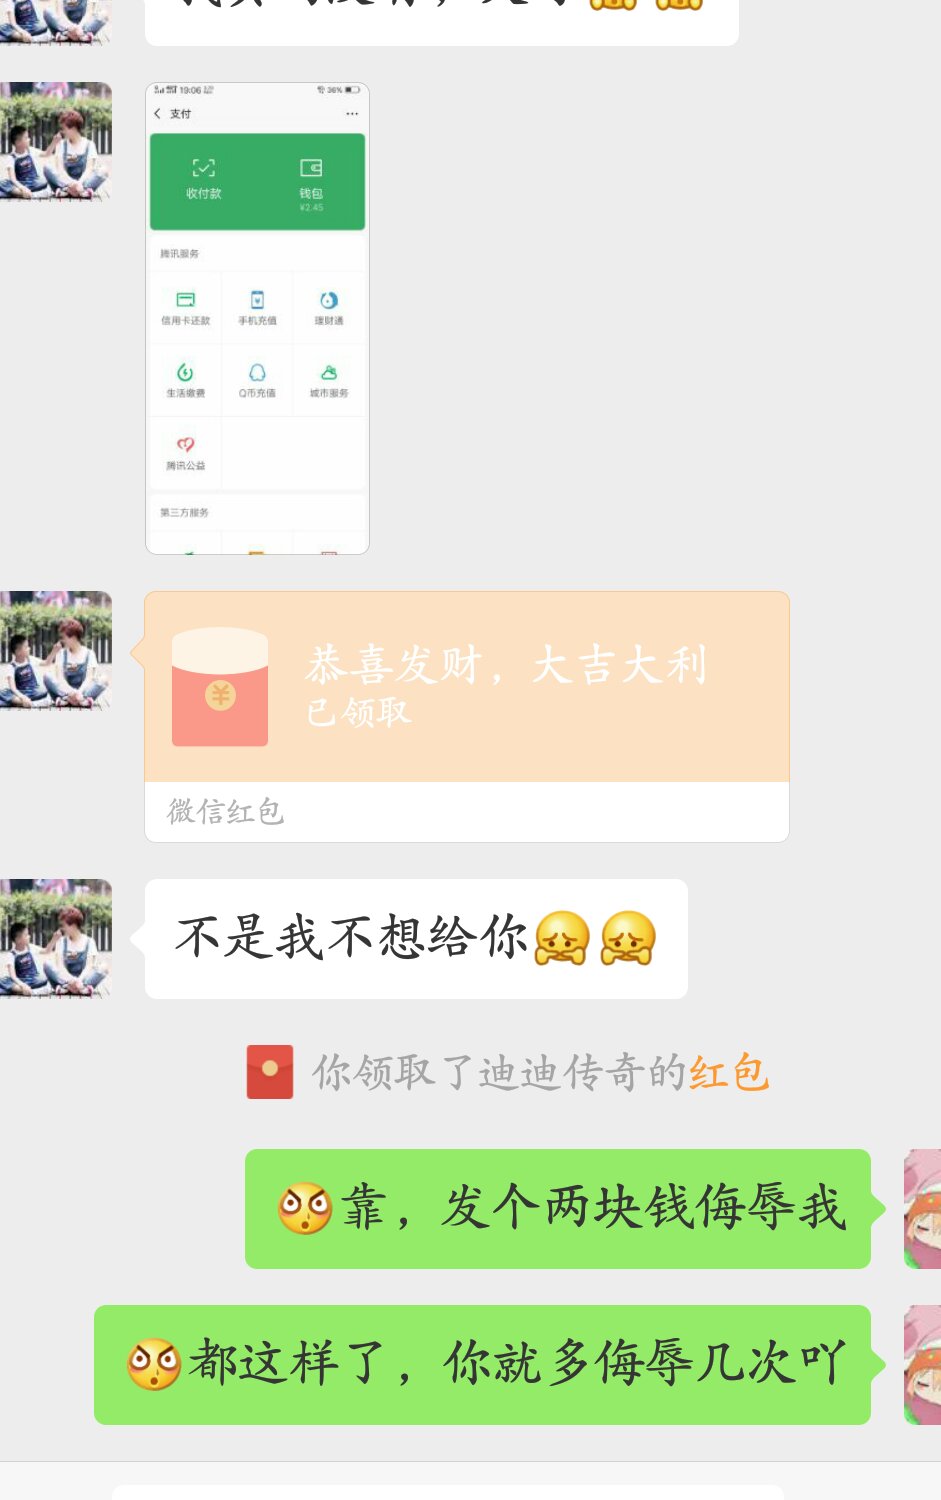 19:06
36%
支付
收付款
钱包
¥2.45
腾讯服务
信用卡还款
手机充值
理财通
生活缴费
Q币充值
城市服务
腾讯公益
第三方服务
恭喜发财，大吉大利
已领取
微信红包
不是我不想给你
你领取了迪迪传奇的红包
靠，发个两块钱侮辱我
都这样了，你就多侮辱几次吖